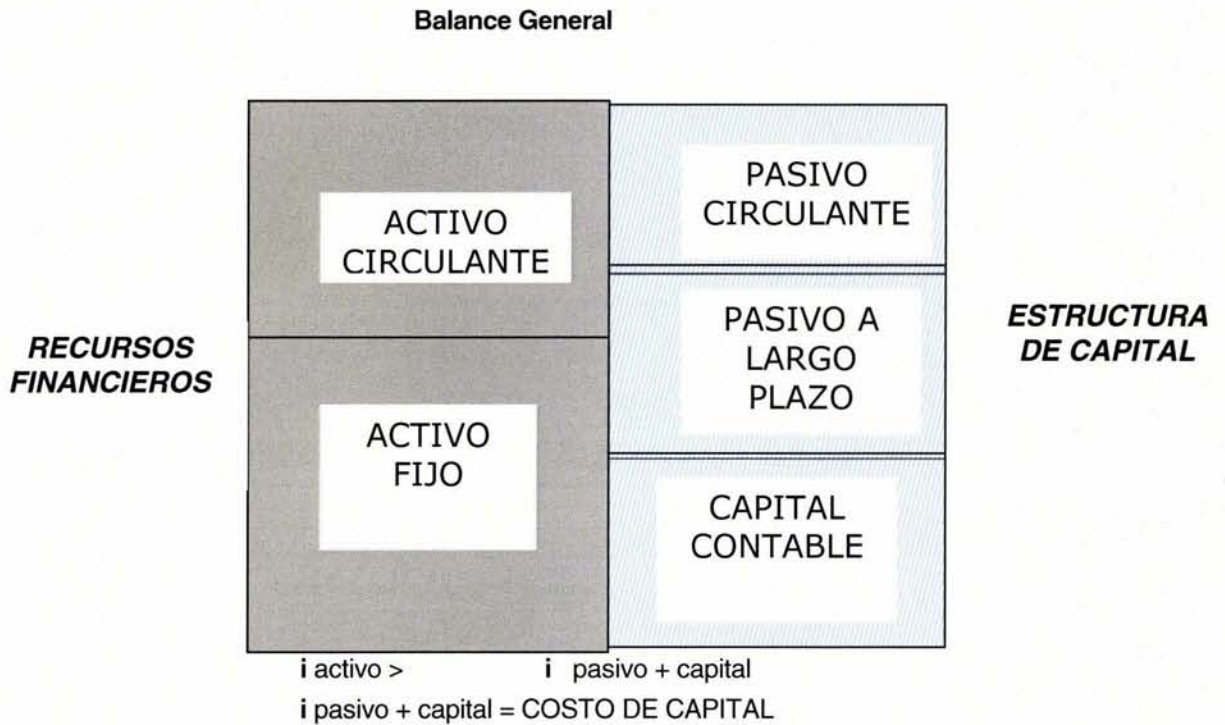 Balance General
RECURSOS
FINANCIEROS
ACTIVO
CIRCULANTE
ACTIVO
FIJO
PASIVO
CIRCULANTE
PASIVO A
LARGO
PLAZO
CAPITAL
CONTABLE
ESTRUCTURA
DE CAPITAL
i activo > i pasivo + capital
i pasivo + capital = COSTO DE CAPITAL